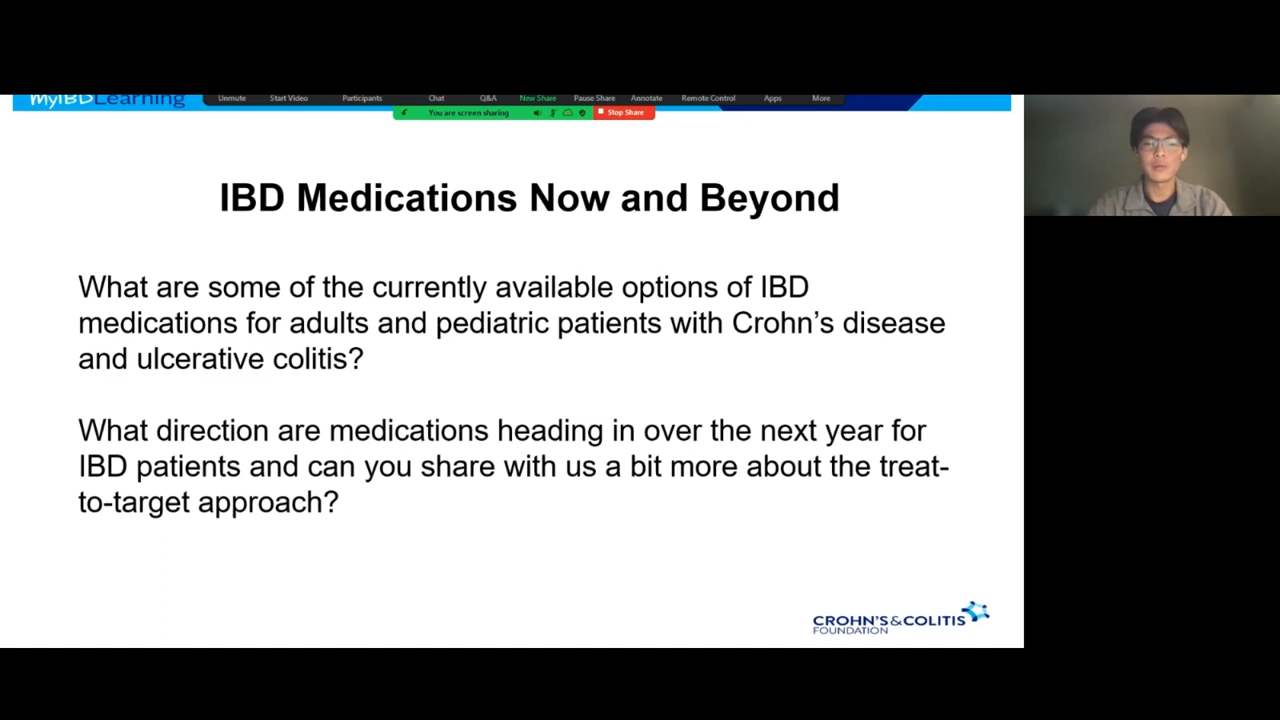 MyIBD Learning
Unmute Start Video Participants Chat Q&A New Share Pause Share Annotate Remote Control Apps More
You are screen sharing Stop Share
IBD Medications Now and Beyond
What are some of the currently available options of IBD
medications for adults and pediatric patients with Crohn’s disease
and ulcerative colitis?
What direction are medications heading in over the next year for
IBD patients and can you share with us a bit more about the treat-
to-target approach?
CROHN'S&COLITIS
FOUNDATION